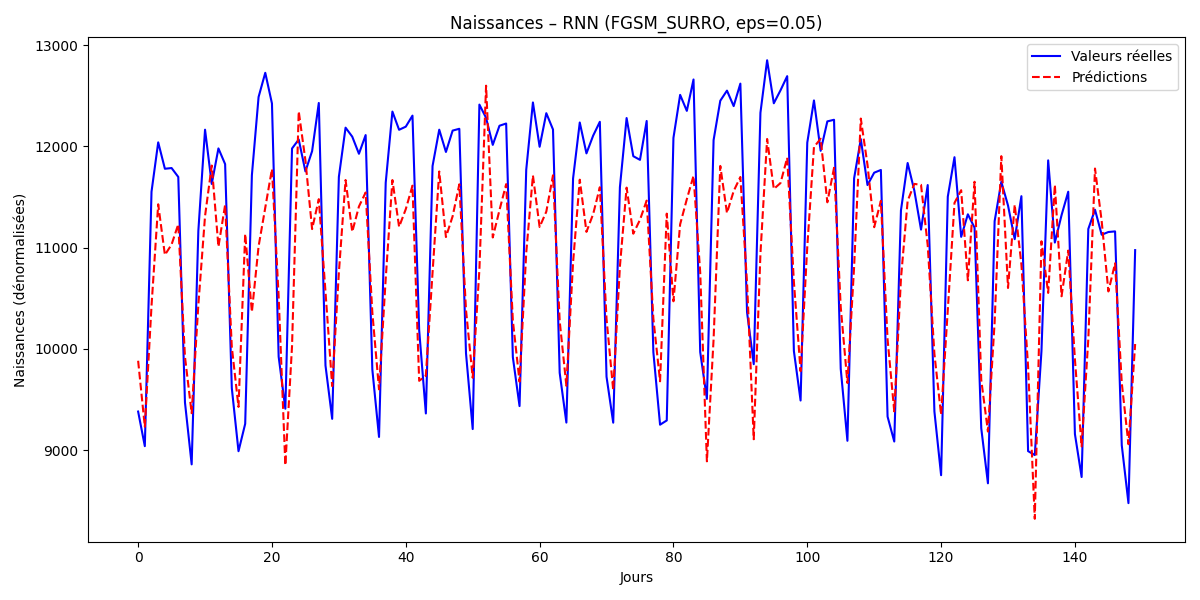 Naissances – RNN (FGSM_SURRO, eps=0.05)
Valeurs réelles
Prédictions
Naissances (dénormalisées)
13000
12000
11000
10000
9000
0 20 40 60 80 100 120 140
Jours